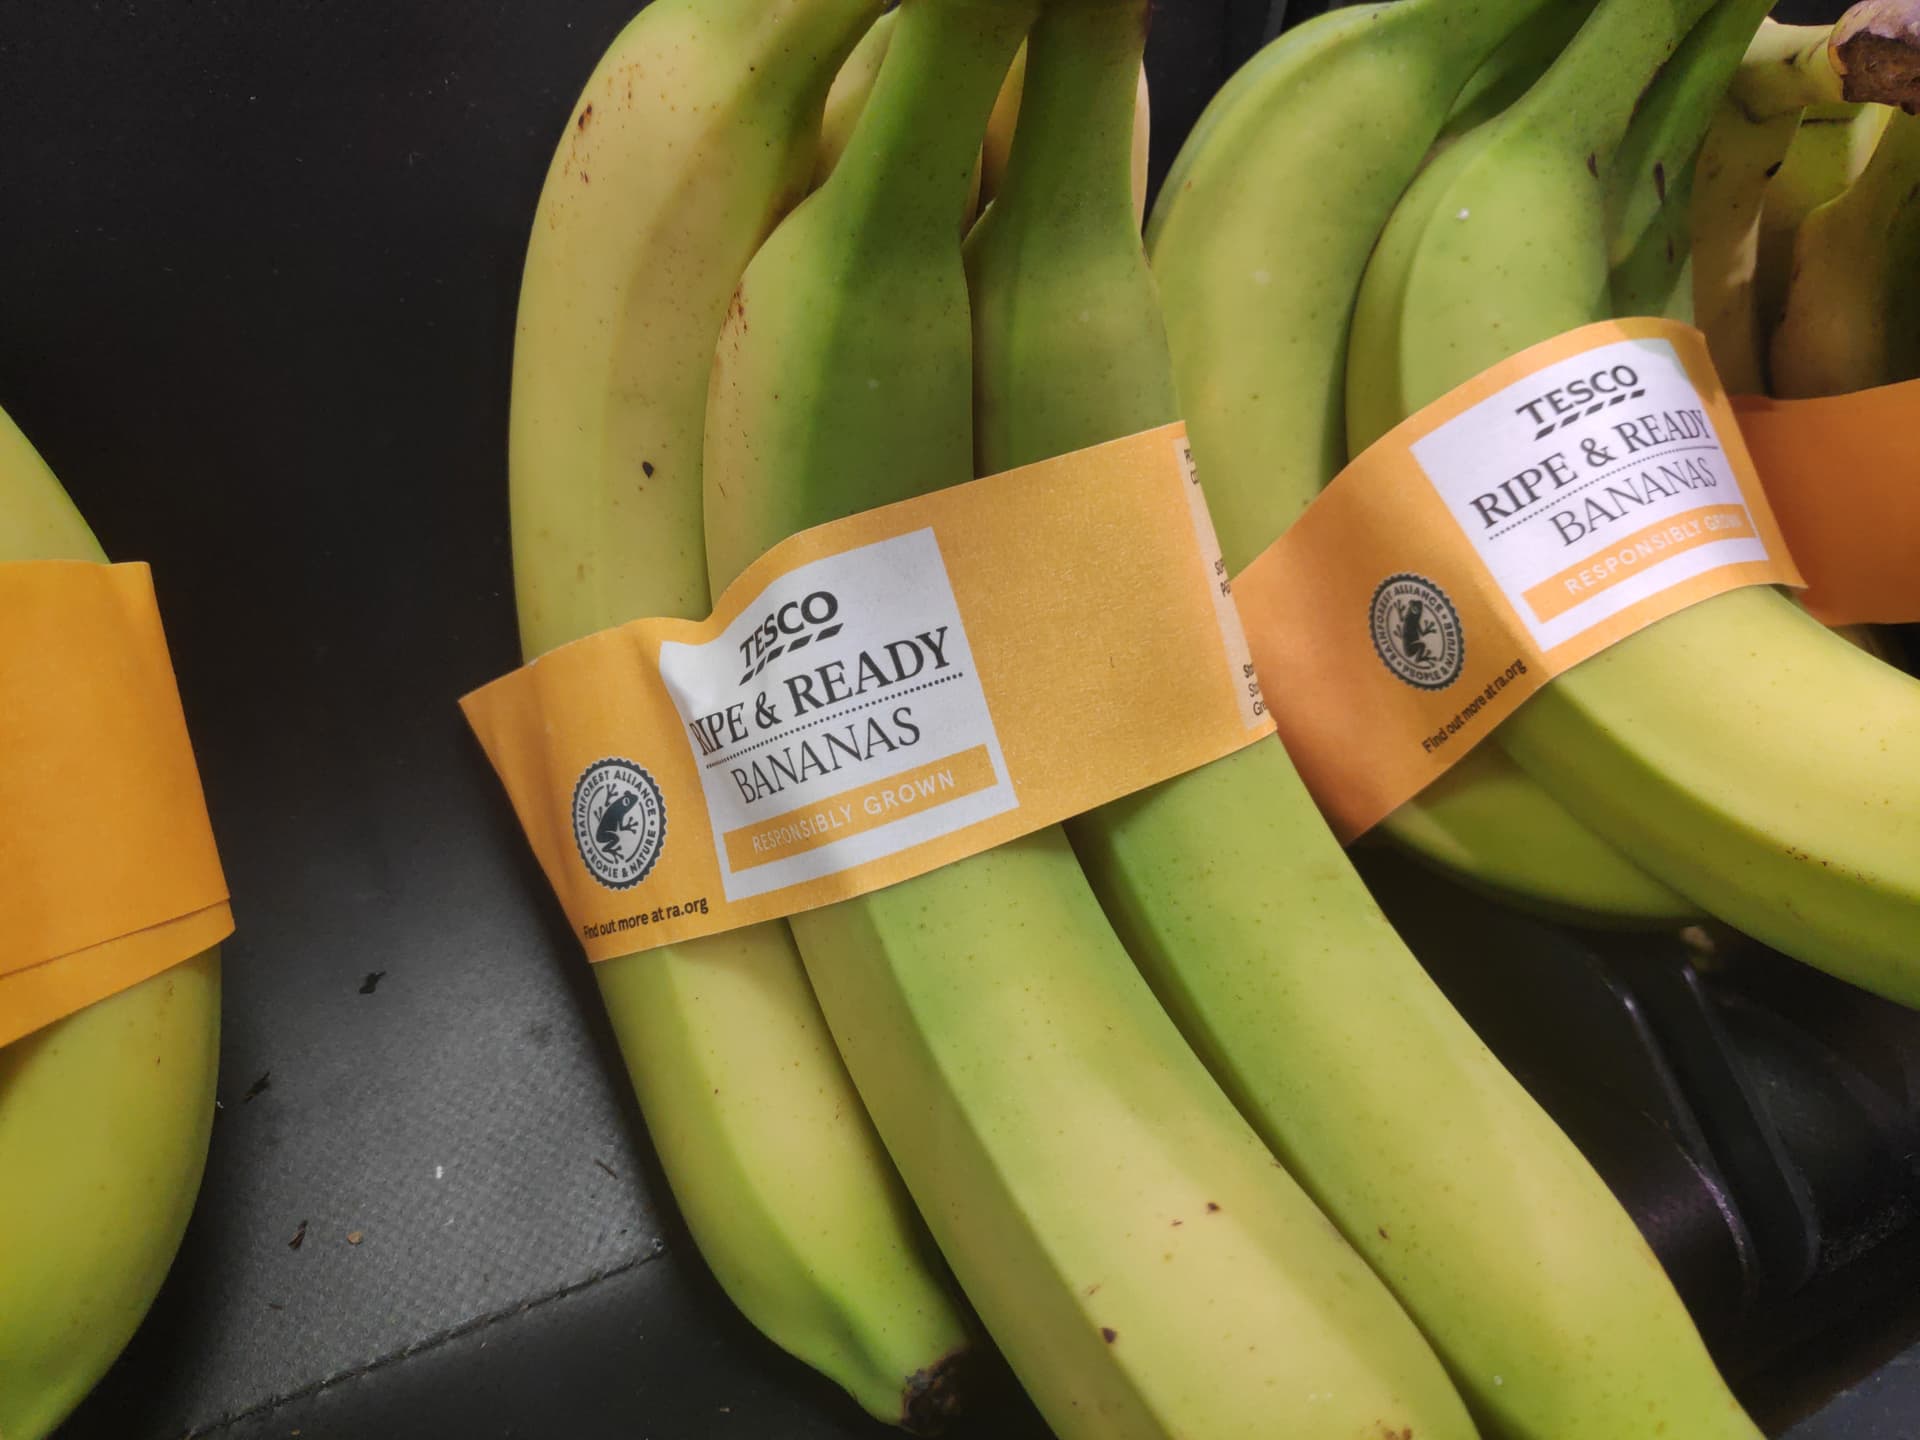 TESCO
RIPE & READY
BANANAS
RESPONSIBLY GROWN
RAINFOREST ALLIANCE
PEOPLE & NATURE
Find out more at ra.org
TESCO
RIPE & READY
BANANAS
RESPONSIBLY GROWN
RAINFOREST ALLIANCE
PEOPLE & NATURE
Find out more at ra.org